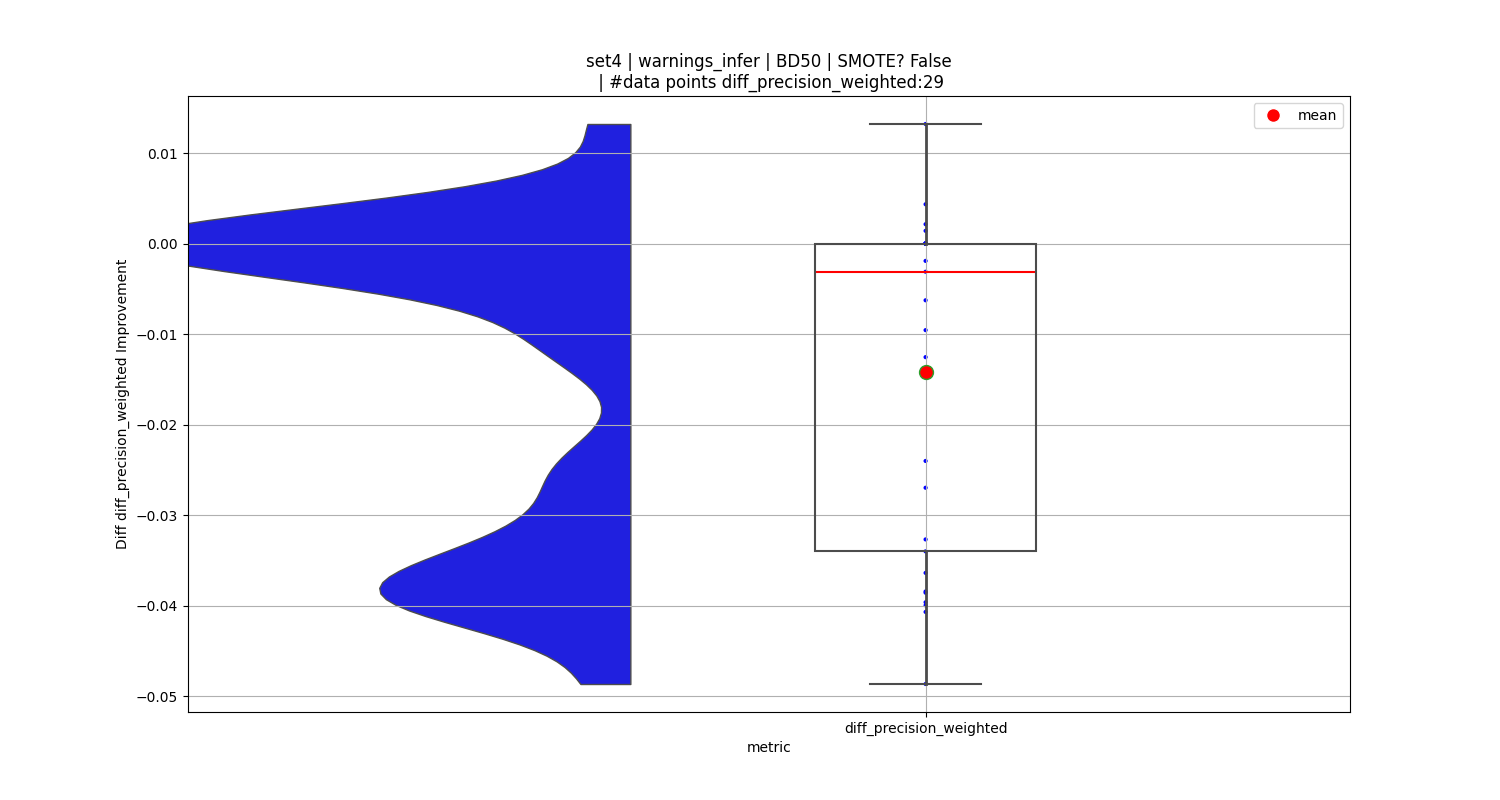 set4 | warnings_infer | BD50 | SMOTE? False
| #data points diff_precision_weighted:29
mean
0.01
0.00
−0.01
−0.02
−0.03
−0.04
−0.05
Diff diff_precision_weighted Improvement
diff_precision_weighted
metric